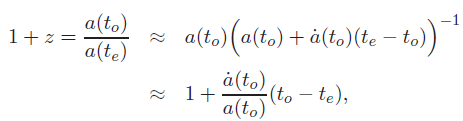 1 + z = a(t_o)/a(t_e) ≈ a(t_o)(a(t_o) + ȧ(t_o)(t_e − t_o))^{−1}
≈ 1 + ȧ(t_o)/a(t_o) (t_o − t_e),